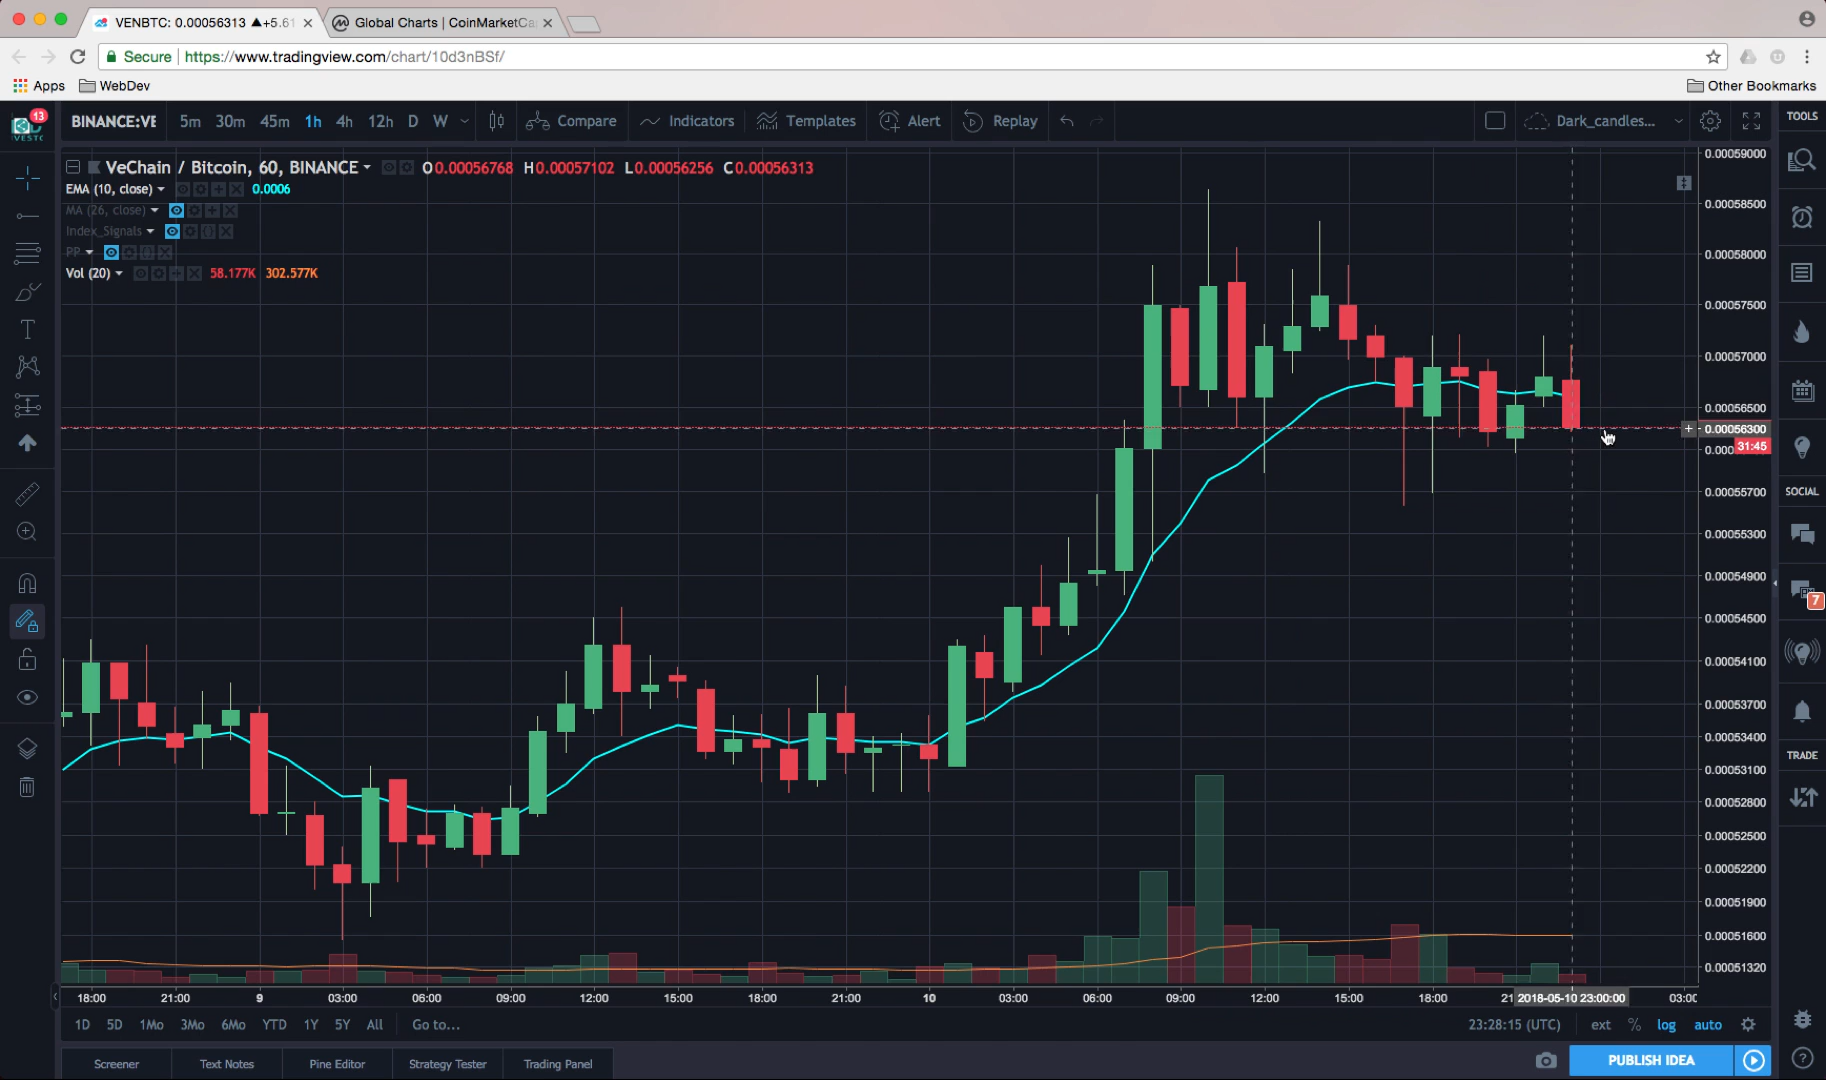 VENBTC: 0.00056313 ▲+5.61
Global Charts | CoinMarketCa
Secure | https://www.tradingview.com/chart/10d3nBSf/
Apps
WebDev
Other Bookmarks
13
BINANCE:VE
5m 30m 45m 1h 4h 12h D W
Compare
Indicators
Templates
Alert
Replay
Dark_candles...
TOOLS
VeChain / Bitcoin, 60, BINANCE
O0.00056768 H0.00057102 L0.00056256 C0.00056313
EMA (10, close) 0.0006
MA (26, close)
Index_Signals
PP
Vol (20) 58.177K 302.577K
0.00059000
0.00058500
0.00058000
0.00057500
0.00057000
0.00056500
0.00056300
0.000
31:45
0.00055700
0.00055300
0.00054900
0.00054500
0.00054100
0.00053700
0.00053400
0.00053100
0.00052800
0.00052500
0.00052200
0.00051900
0.00051600
0.00051320
SOCIAL
7
TRADE
18:00 21:00 9 03:00 06:00 09:00 12:00 15:00 18:00 21:00 10 03:00 06:00 09:00 12:00 15:00 18:00 21 2018-05-10 23:00:00 03:00
1D 5D 1Mo 3Mo 6Mo YTD 1Y 5Y All Go to...
23:28:15 (UTC) ext % log auto
Screener
Text Notes
Pine Editor
Strategy Tester
Trading Panel
PUBLISH IDEA